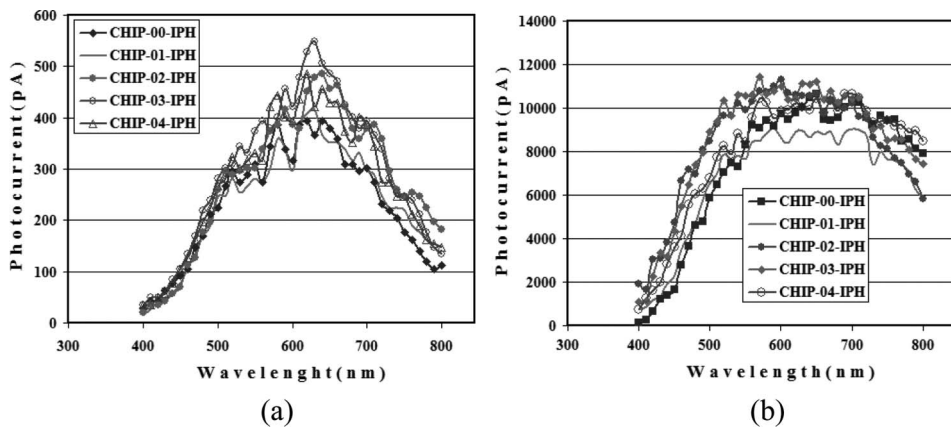 (a)
600
500
400
300
200
100
0
300
400
500
600
700
800
Photocurrent(pA)
Wavelenght(nm)
CHIP-00-IPH
CHIP-01-IPH
CHIP-02-IPH
CHIP-03-IPH
CHIP-04-IPH
(a)
(b)
14000
12000
10000
8000
6000
4000
2000
0
300
400
500
600
700
800
Photocurrent(pA)
Wavelength(nm)
CHIP-00-IPH
CHIP-01-IPH
CHIP-02-IPH
CHIP-03-IPH
CHIP-04-IPH
(b)